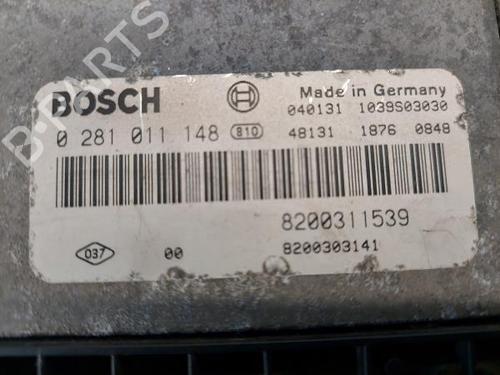 B-PARTS
BOSCH
Made in Germany
040131 1039S03030
0 281 011 148 810 48131 1876 0848
8200311539
037 00 8200303141